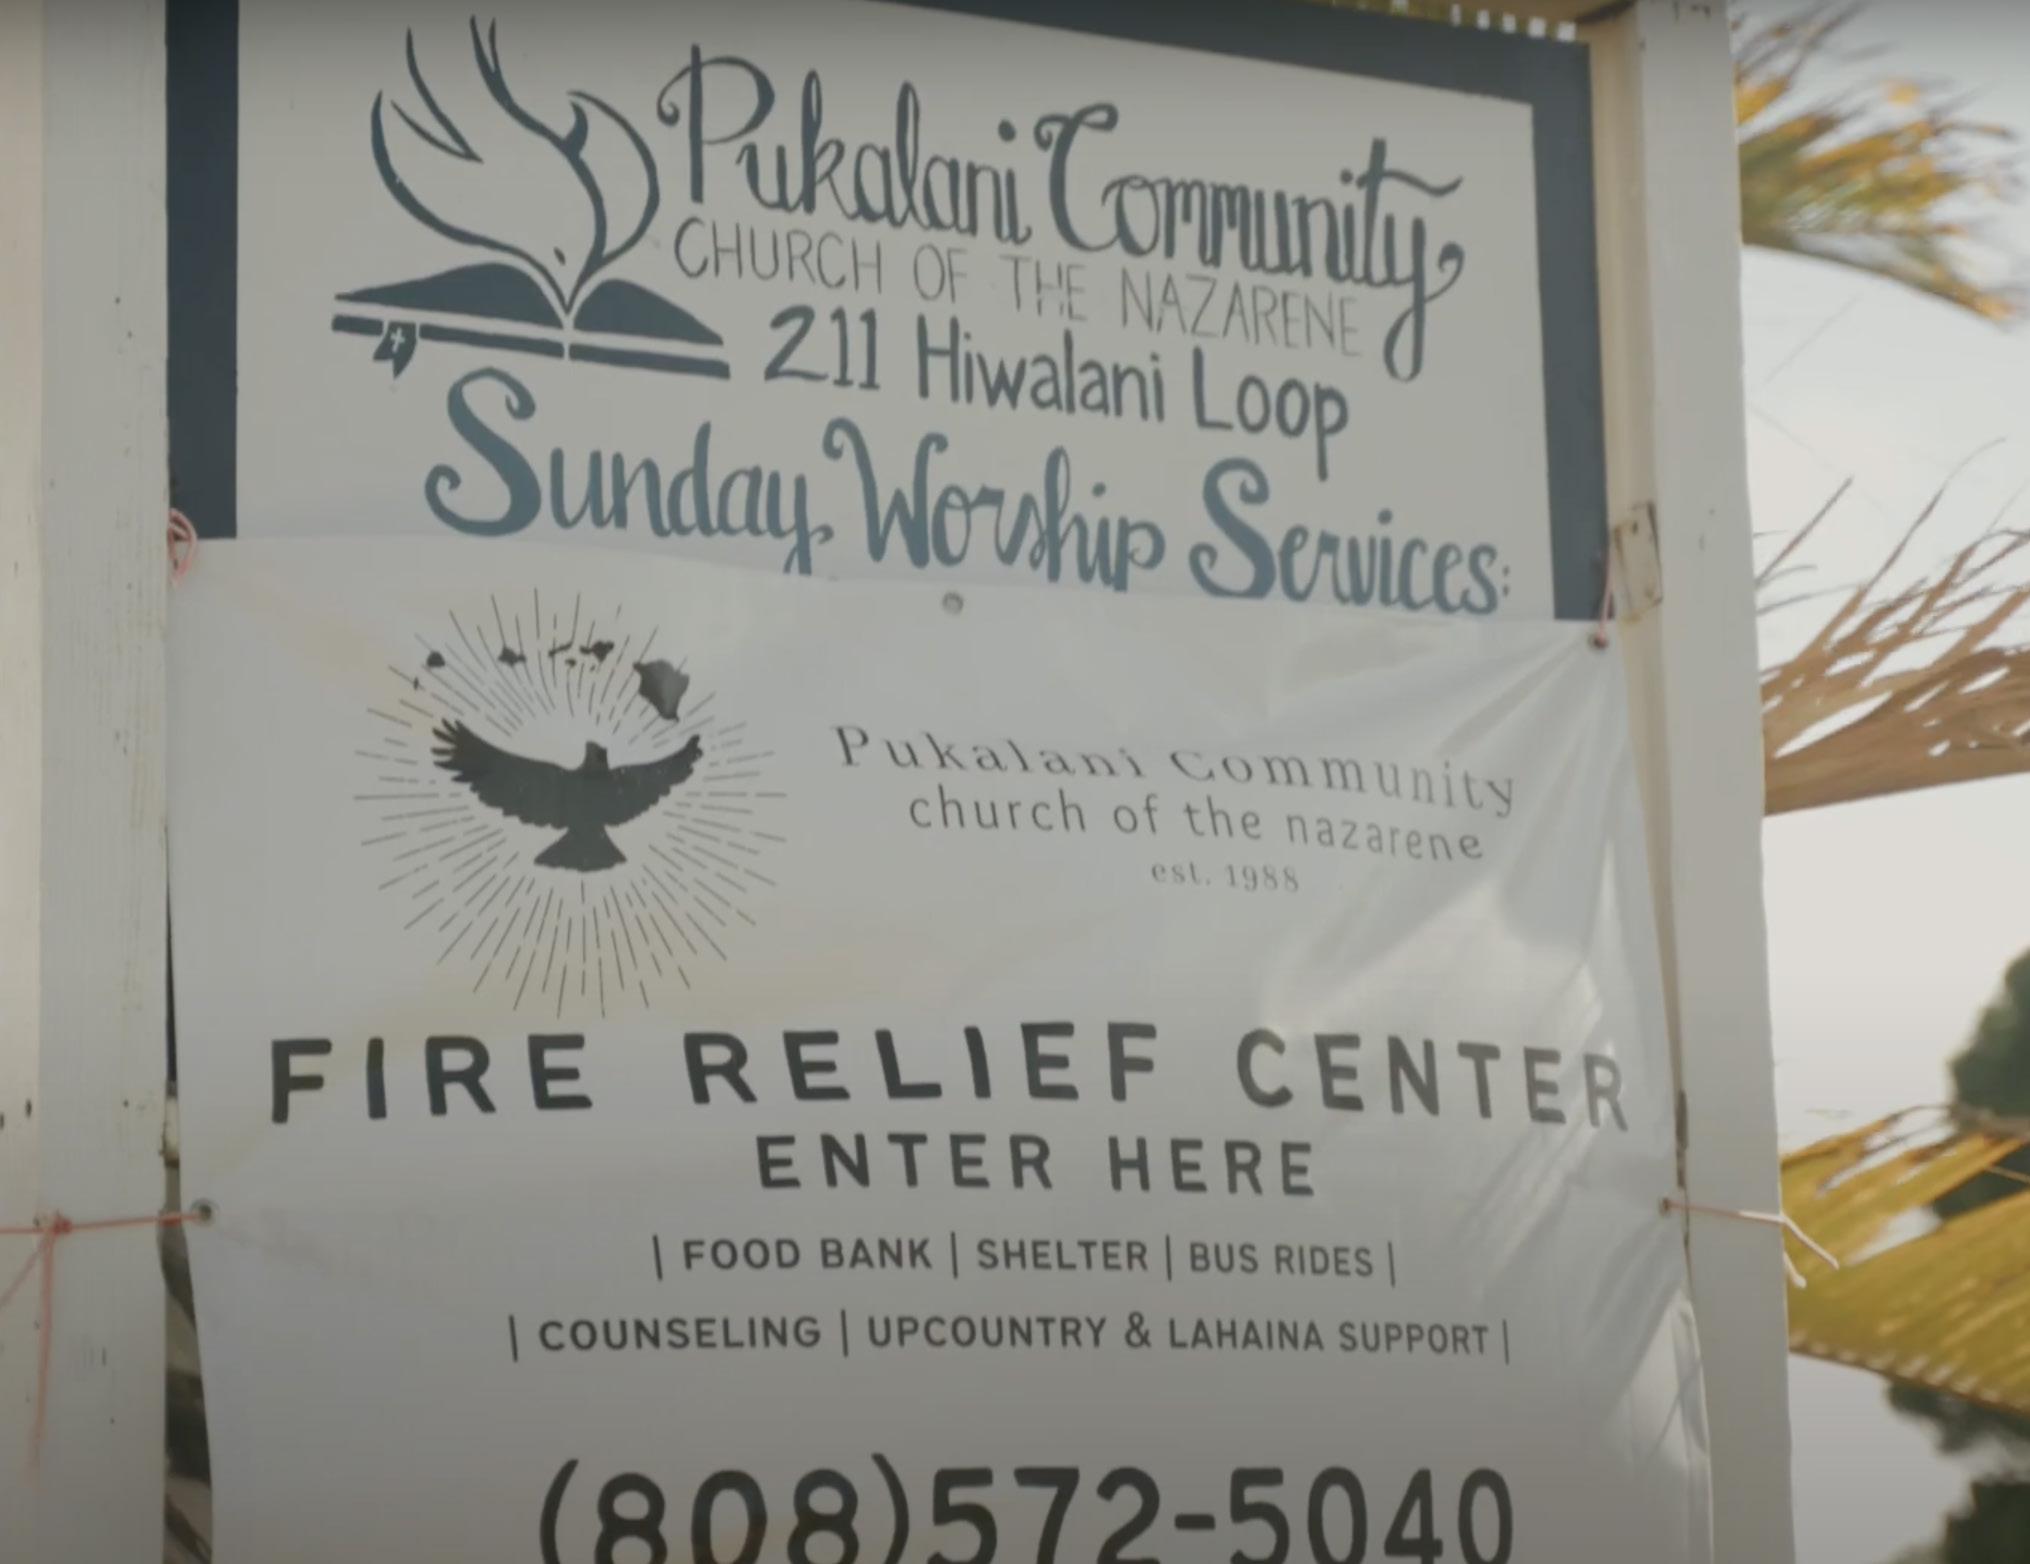 Pukalani Community
CHURCH OF THE NAZARENE
211 Hiwalani Loop
Sunday Worship Services:
Pukalani Community
church of the nazarene
est. 1988
FIRE RELIEF CENTER
ENTER HERE
| FOOD BANK | SHELTER | BUS RIDES |
| COUNSELING | UPCOUNTRY & LAHAINA SUPPORT |
(808)572-5040